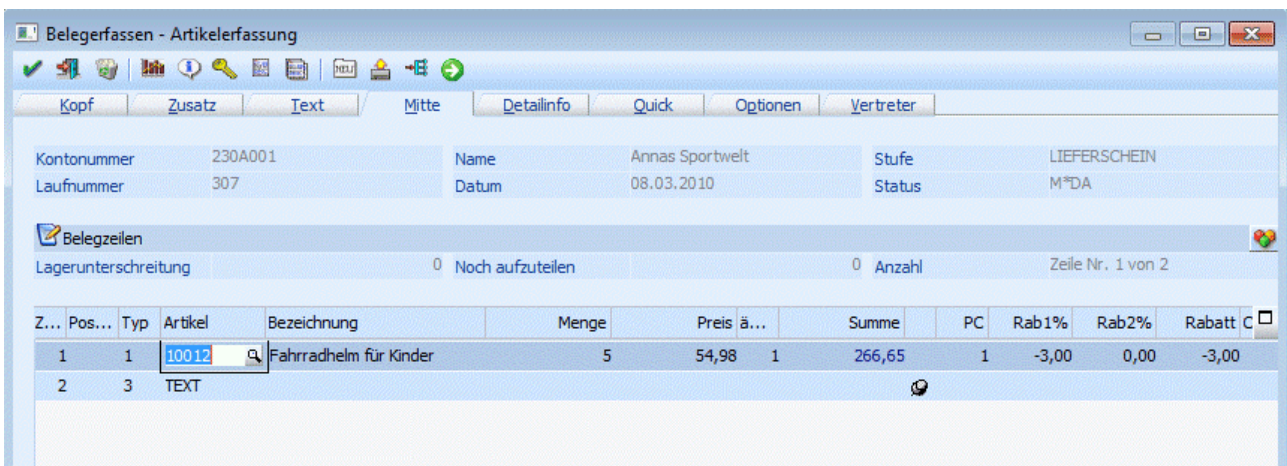 Belegerfassen - Artikelerfassung
NEU
Kopf Zusatz Text Mitte Detailinfo Quick Optionen Vertreter
Kontonummer 230A001 Name Annas Sportwelt Stufe LIEFERSCHEIN
Laufnummer 307 Datum 08.03.2010 Status M*DA
Belegzeilen
Lagerunterschreitung 0 Noch aufzuteilen 0 Anzahl Zeile Nr. 1 von 2
Z... Pos... Typ Artikel Bezeichnung Menge Preis ä... Summe PC Rab1% Rab2% Rabatt C
1 1 10012 Fahrradhelm für Kinder 5 54,98 1 266,65 1 -3,00 0,00 -3,00
2 3 TEXT